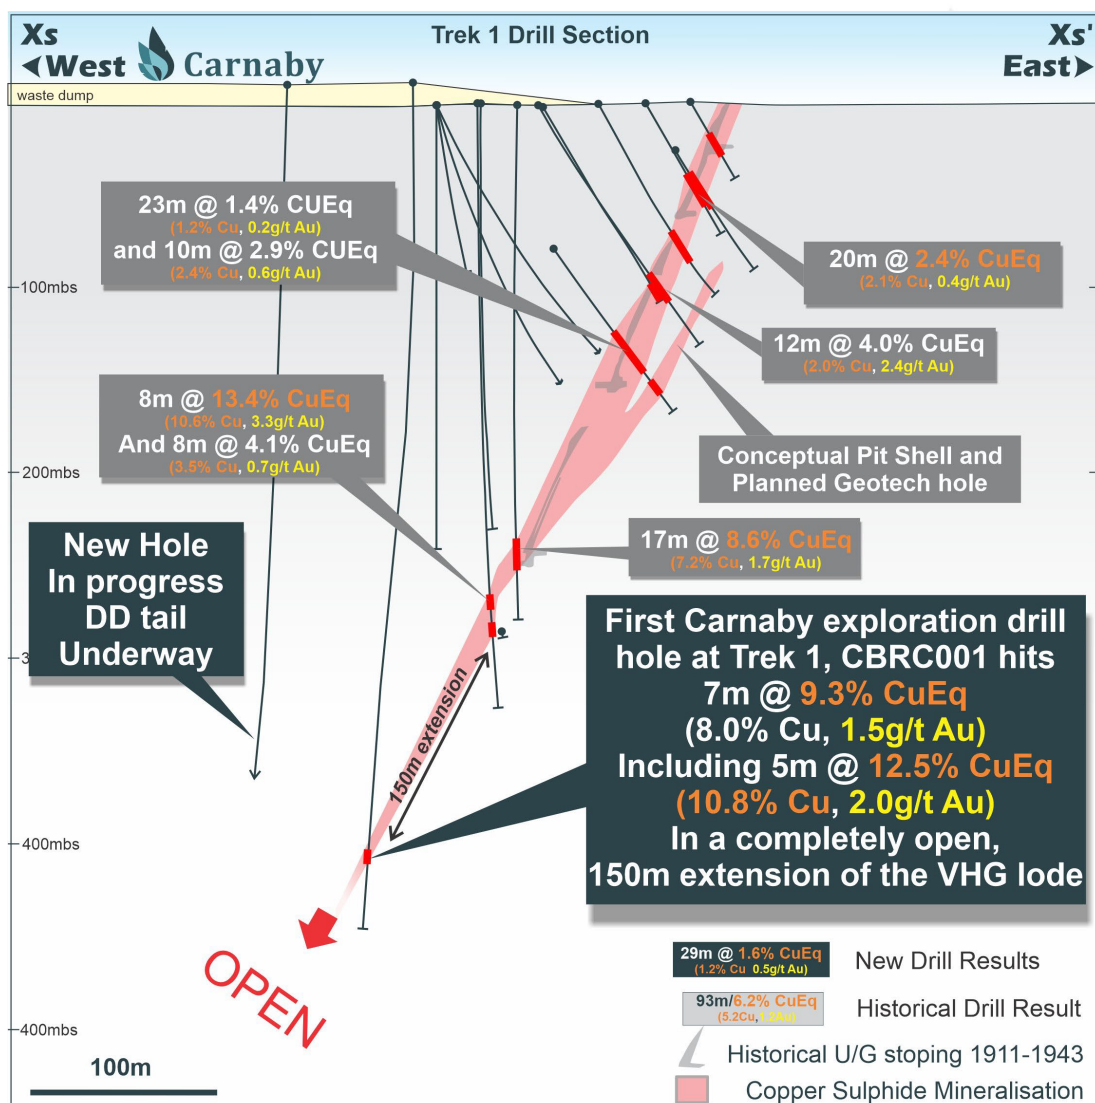 Xs
West
Carnaby
Trek 1 Drill Section
Xs'
East
waste dump
23m @ 1.4% CUEq
(1.2% Cu, 0.2g/t Au)
and 10m @ 2.9% CUEq
(2.4% Cu, 0.6g/t Au)
20m @ 2.4% CuEq
(2.1% Cu, 0.4g/t Au)
100mbs
12m @ 4.0% CuEq
(2.0% Cu, 2.4g/t Au)
8m @ 13.4% CuEq
(10.6% Cu, 3.3g/t Au)
And 8m @ 4.1% CuEq
(3.5% Cu, 0.7g/t Au)
Conceptual Pit Shell and
Planned Geotech hole
200mbs
17m @ 8.6% CuEq
(7.2% Cu, 1.7g/t Au)
New Hole
In progress
DD tail
Underway
3
150m extension
First Carnaby exploration drill
hole at Trek 1, CBRC001 hits
7m @ 9.3% CuEq
(8.0% Cu, 1.5g/t Au)
Including 5m @ 12.5% CuEq
(10.8% Cu, 2.0g/t Au)
In a completely open,
150m extension of the VHG lode
400mbs
OPEN
29m @ 1.6% CuEq
(1.2% Cu 0.5g/t Au)
New Drill Results
93m/6.2% CuEq
(5.2Cu,1.2Au)
Historical Drill Result
400mbs
Historical U/G stoping 1911-1943
100m
Copper Sulphide Mineralisation